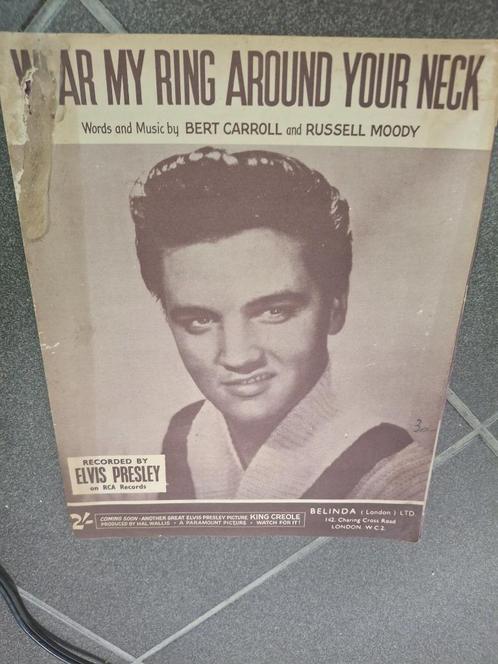 W AR MY RING AROUND YOUR NECK
Words and Music by BERT CARROLL and RUSSELL MOODY
RECORDED BY
ELVIS PRESLEY
on RCA Records
2/-
COMING SOON - ANOTHER GREAT ELVIS PRESLEY PICTURE, KING CREOLE
PRODUCED BY HAL WALLIS • A PARAMOUNT PICTURE • WATCH FOR IT!
BELINDA (London) LTD.
142, Charing Cross Road
LONDON, W.C.2.